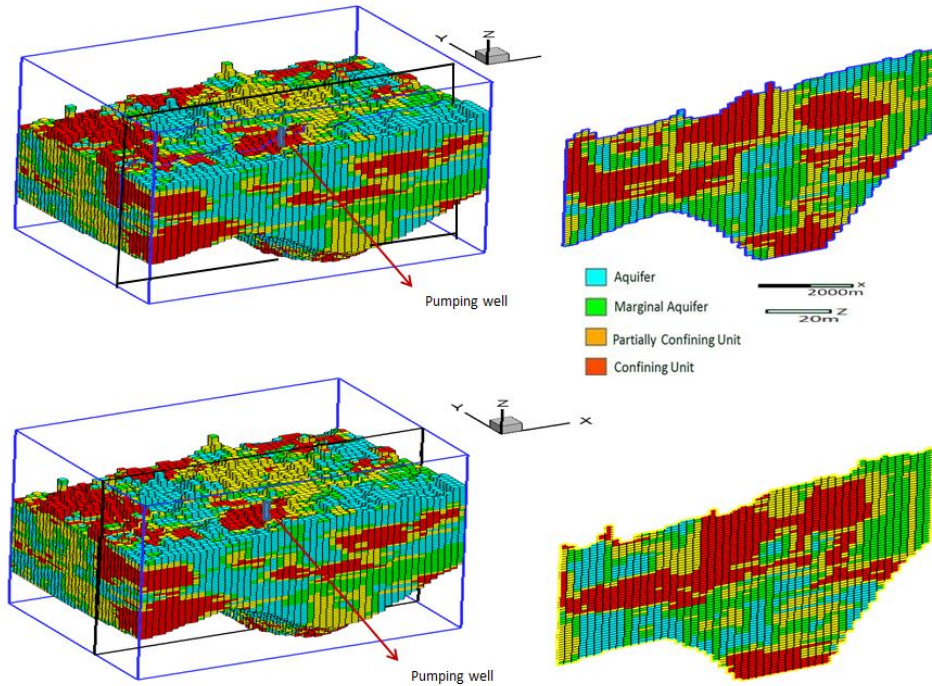 Y
Z
Pumping well
Aquifer
Marginal Aquifer
Partially Confining Unit
Confining Unit
X
2000m
Z
20m
Y
Z
X
Pumping well